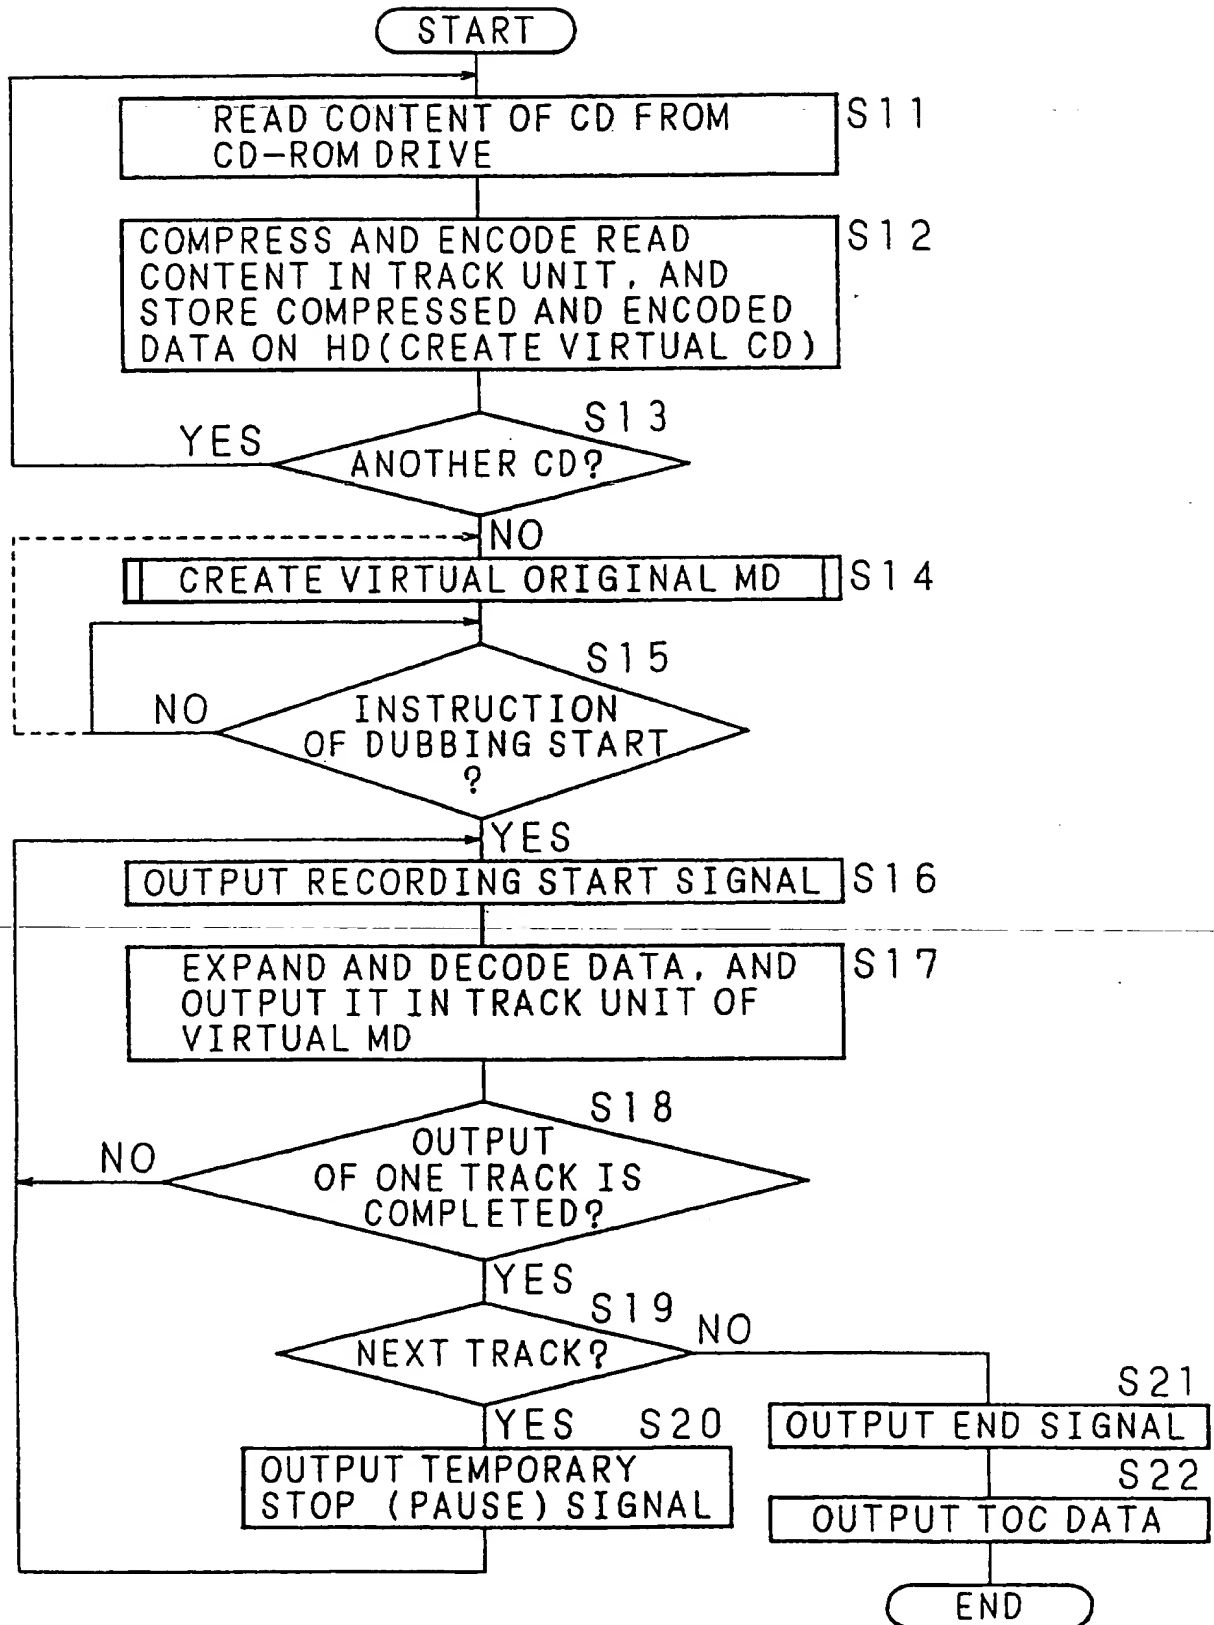 START
READ CONTENT OF CD FROM
CD-ROM DRIVE
S11
COMPRESS AND ENCODE READ
CONTENT IN TRACK UNIT, AND
STORE COMPRESSED AND ENCODED
DATA ON HD(CREATE VIRTUAL CD)
S12
S13
YES
ANOTHER CD?
NO
CREATE VIRTUAL ORIGINAL MD
S14
S15
NO
INSTRUCTION
OF DUBBING START
?
YES
OUTPUT RECORDING START SIGNAL
S16
EXPAND AND DECODE DATA, AND
OUTPUT IT IN TRACK UNIT OF
VIRTUAL MD
S17
S18
NO
OUTPUT
OF ONE TRACK IS
COMPLETED?
YES
S19
NO
NEXT TRACK?
YES
S20
OUTPUT TEMPORARY
STOP (PAUSE) SIGNAL
S21
OUTPUT END SIGNAL
S22
OUTPUT TOC DATA
END